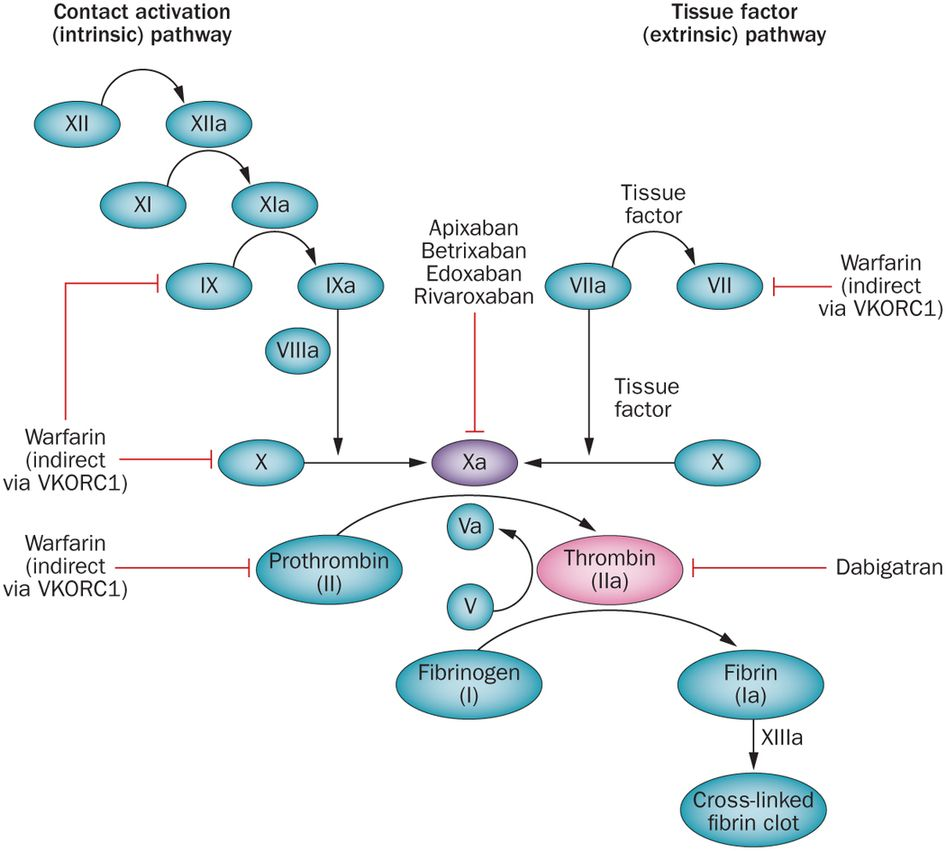 Contact activation
(intrinsic) pathway
Tissue factor
(extrinsic) pathway
XII
XIIa
XI
XIa
Tissue
factor
Apixaban
Betrixaban
Edoxaban
Rivaroxaban
IX
IXa
VIIa
VII
Warfarin
(indirect
via VKORC1)
VIIIa
Tissue
factor
Warfarin
(indirect
via VKORC1)
X
Xa
X
Va
Warfarin
(indirect
via VKORC1)
Prothrombin
(II)
Thrombin
(IIa)
Dabigatran
V
Fibrinogen
(I)
Fibrin
(Ia)
XIIIa
Cross-linked
fibrin clot